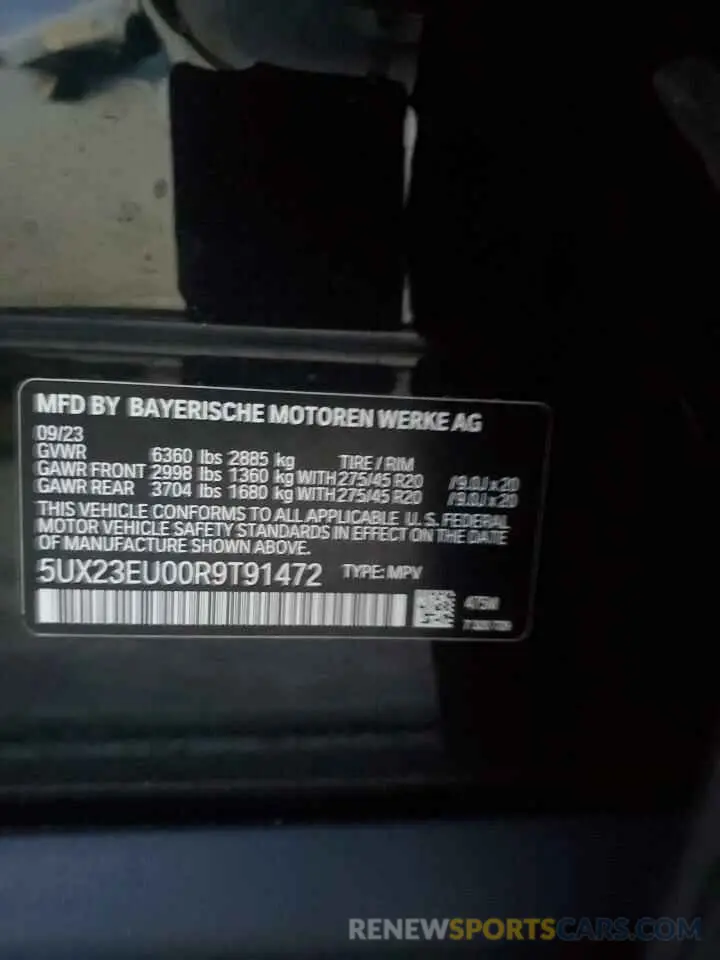 MFD BY BAYERISCHE MOTOREN WERKE AG
09/23
GVWR 6360 lbs 2885 kg TIRE / RIM
GAWR FRONT 2998 lbs 1360 kg WITH 275/45 R20 / 9.0J x 20
GAWR REAR 3704 lbs 1680 kg WITH 275/45 R20 / 9.0J x 20
THIS VEHICLE CONFORMS TO ALL APPLICABLE U.S. FEDERAL
MOTOR VEHICLE SAFETY STANDARDS IN EFFECT ON THE DATE
OF MANUFACTURE SHOWN ABOVE.
5UX23EU00R9T91472 TYPE: MPV
RENEWSPORTSCARS.COM